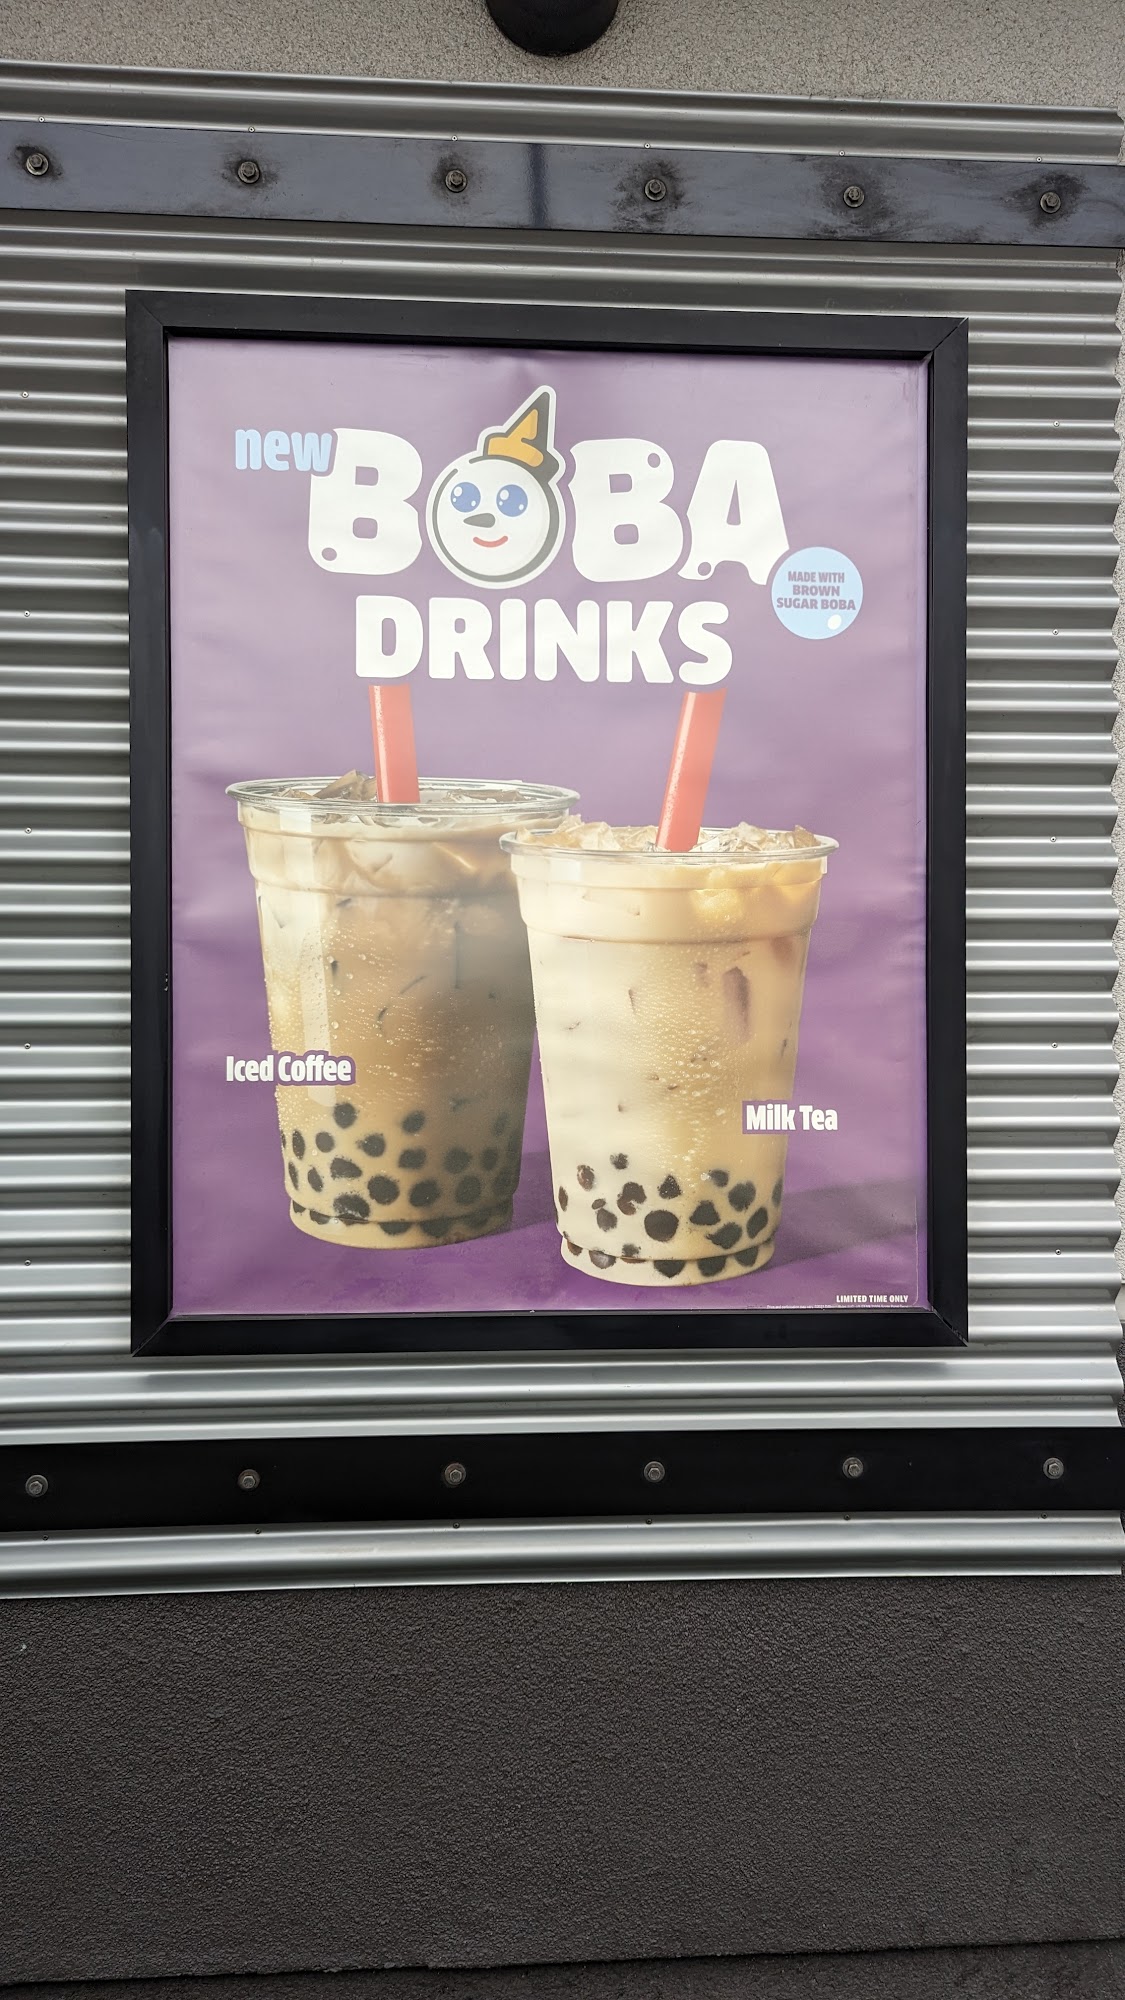 new
BOBA
DRINKS
MADE WITH
BROWN
SUGAR BOBA
Iced Coffee
Milk Tea
LIMITED TIME ONLY